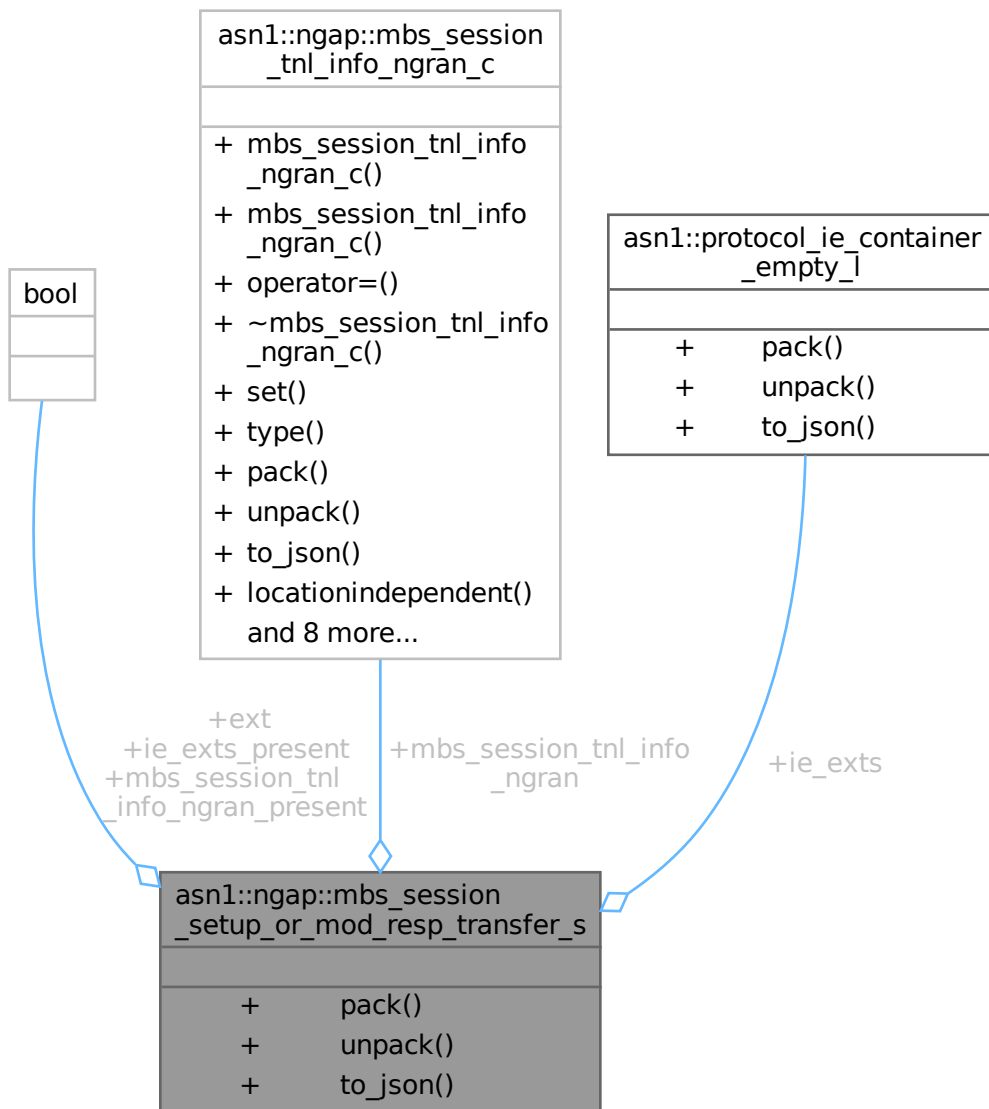 asn1::ngap::mbs_session
_tnl_info_ngran_c
+ mbs_session_tnl_info
_ngran_c()
+ mbs_session_tnl_info
_ngran_c()
+ operator=()
+ ~mbs_session_tnl_info
_ngran_c()
+ set()
+ type()
+ pack()
+ unpack()
+ to_json()
+ locationindependent()
and 8 more...
bool
asn1::protocol_ie_container
_empty_l
+ pack()
+ unpack()
+ to_json()
+ext
+ie_exts_present
+mbs_session_tnl
_info_ngran_present
+mbs_session_tnl_info
_ngran
+ie_exts
asn1::ngap::mbs_session
_setup_or_mod_resp_transfer_s
+ pack()
+ unpack()
+ to_json()